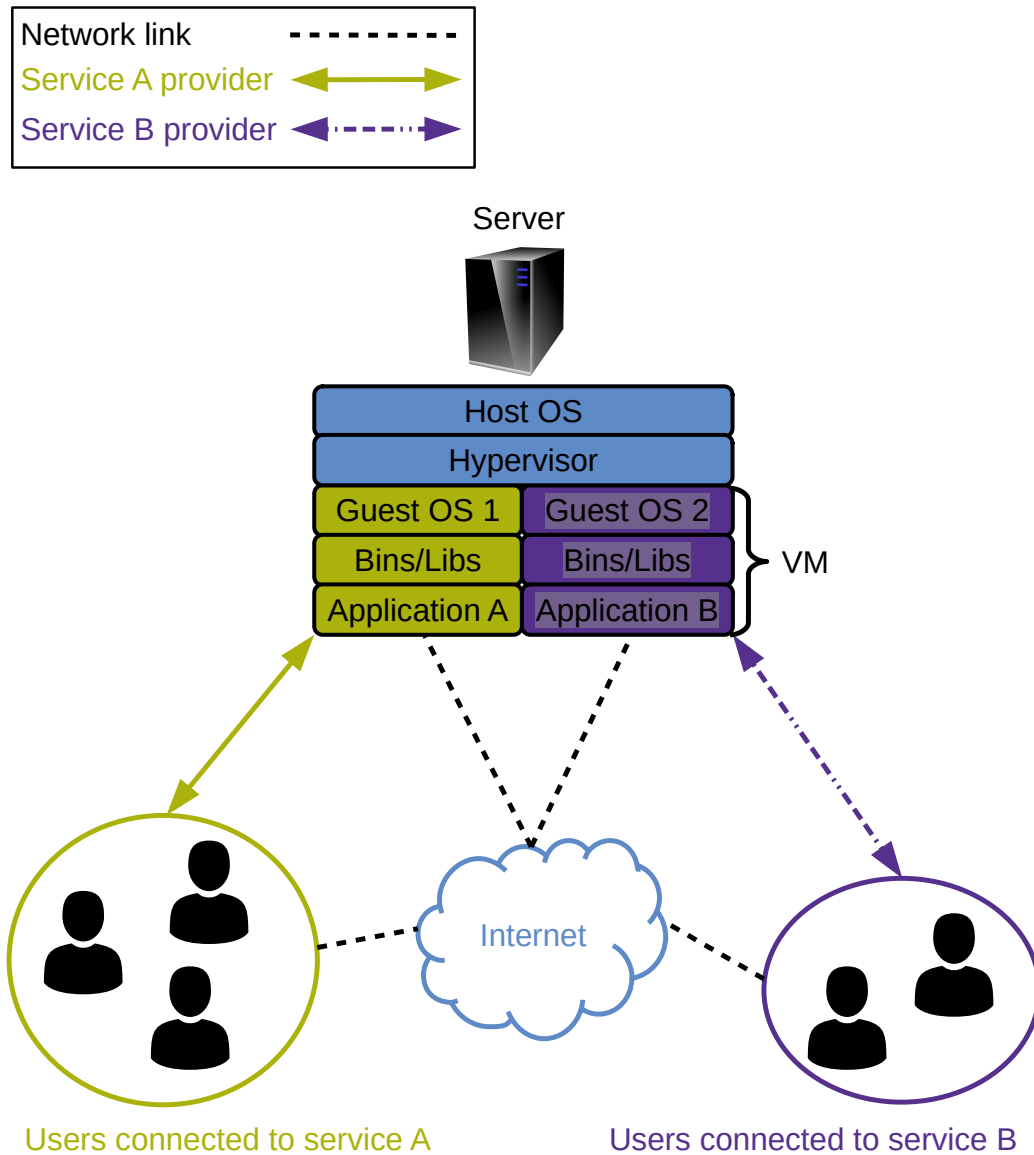 Network link
Service A provider
Service B provider
Server
Host OS
Hypervisor
Guest OS 1
Guest OS 2
Bins/Libs
Bins/Libs
VM
Application A
Application B
Internet
Users connected to service A
Users connected to service B